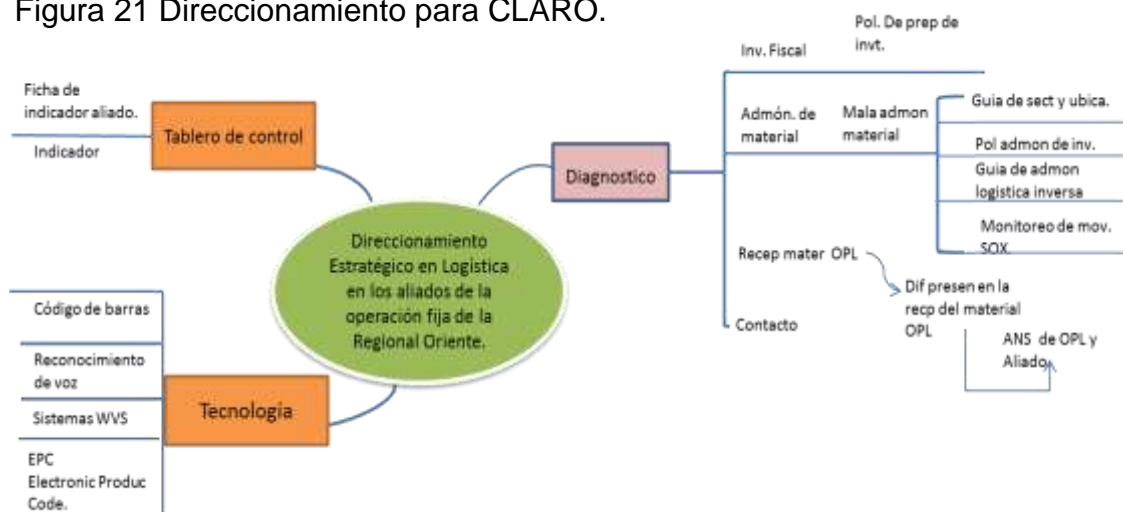 Figura 21 Direccionamiento para CLARO.
Ficha de
indicador aliado.
Indicador
Tablero de control
Direccionamiento
Estratégico en Logística
en los aliados de la
operación fija de la
Regional Oriente.
Código de barras
Reconocimiento
de voz
Sistemas WVS
EPC
Electronic Produc
Code.
Tecnología
Diagnostico
Inv. Fiscal
Pol. De prep de
invt.
Admón. de
material
Mala admon
material
Guia de sect y ubica.
Pol admon de inv.
Guia de admon
logistica inversa
Monitoreo de mov.
SOX.
Recep mater OPL
Dif presen en la
recp del material
OPL
ANS de OPL y
Aliado
Contacto